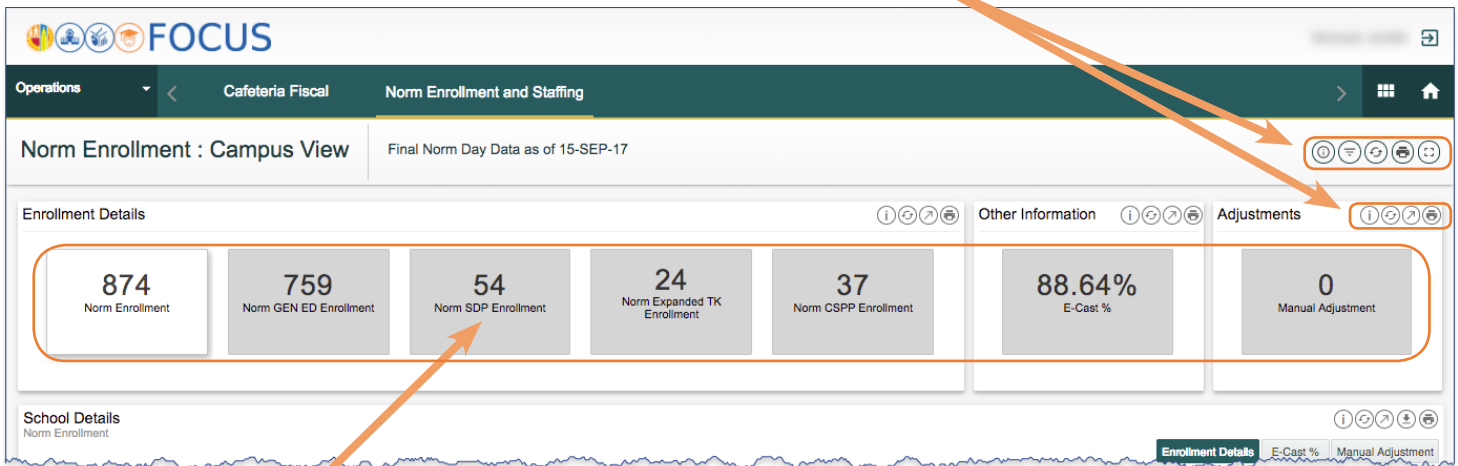 FOCUS
Operations
Cafeteria Fiscal
Norm Enrollment and Staffing
Norm Enrollment : Campus View
Final Norm Day Data as of 15-SEP-17
Enrollment Details
Other Information
Adjustments
874
Norm Enrollment
759
Norm GEN ED Enrollment
54
Norm SDP Enrollment
24
Norm Expanded TK
Enrollment
37
Norm CSPP Enrollment
88.64%
E-Cast %
0
Manual Adjustment
School Details
Norm Enrollment
Enrollment Details
E-Cast %
Manual Adjustment